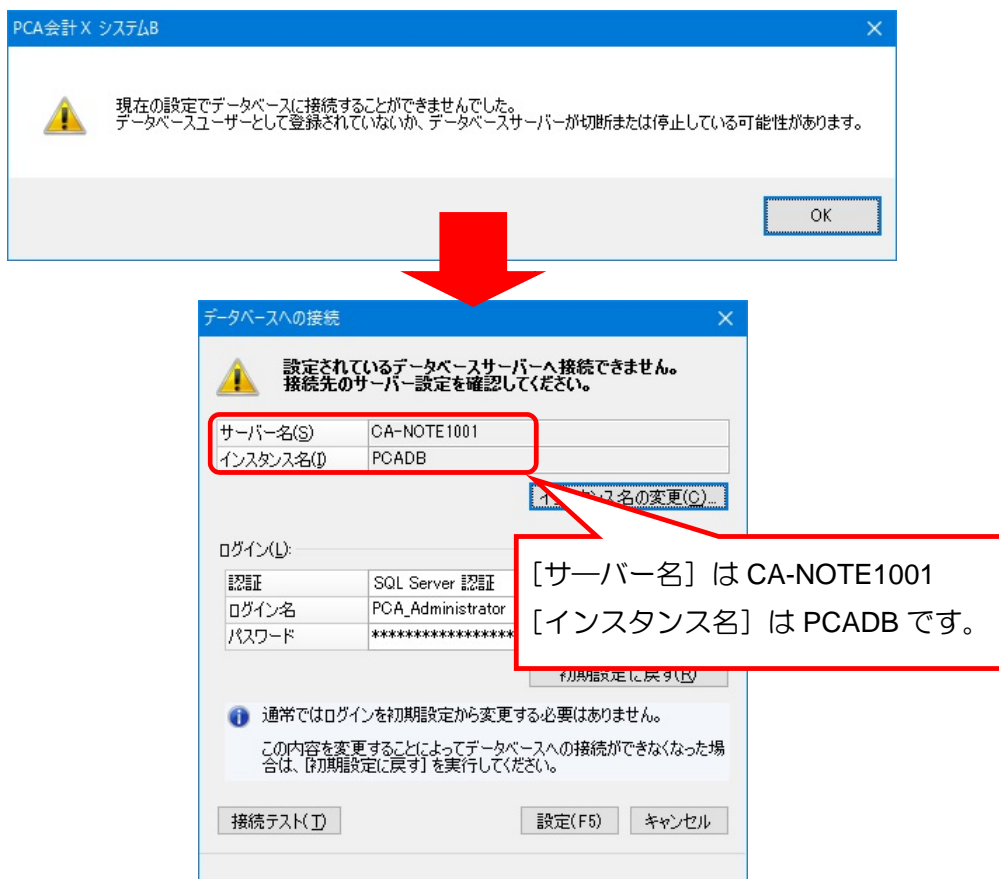 PCA会計X システムB
現在の設定でデータベースに接続することができませんでした。
データベースユーザーとして登録されていないか、データベースサーバーが切断または停止している可能性があります。
OK
データベースへの接続
設定されているデータベースサーバーへ接続できません。
接続先のサーバー設定を確認してください。
サーバー名(S) CA-NOTE1001
インスタンス名(I) PCADB
ンス名の変更(C)...
ログイン(L):
認証 SQL Server 認証
ログイン名 PCA_Administrator
パスワード *****************
[サーバー名] は CA-NOTE1001
[インスタンス名] は PCADB です。
初期設定に戻す(R)
通常ではログインを初期設定から変更する必要はありません。
この内容を変更することによってデータベースへの接続ができなくなった場
合は、[初期設定に戻す] を実行してください。
接続テスト(T) 設定(F5) キャンセル